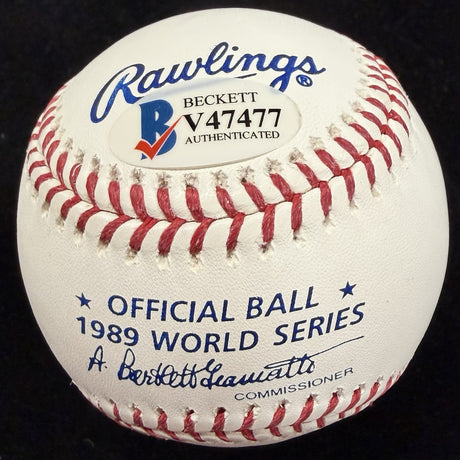 Rawlings®
B BECKETT
V47477
AUTHENTICATED
★ OFFICIAL BALL ★
1989 WORLD SERIES
A. Bartlett Giamatti
COMMISSIONER